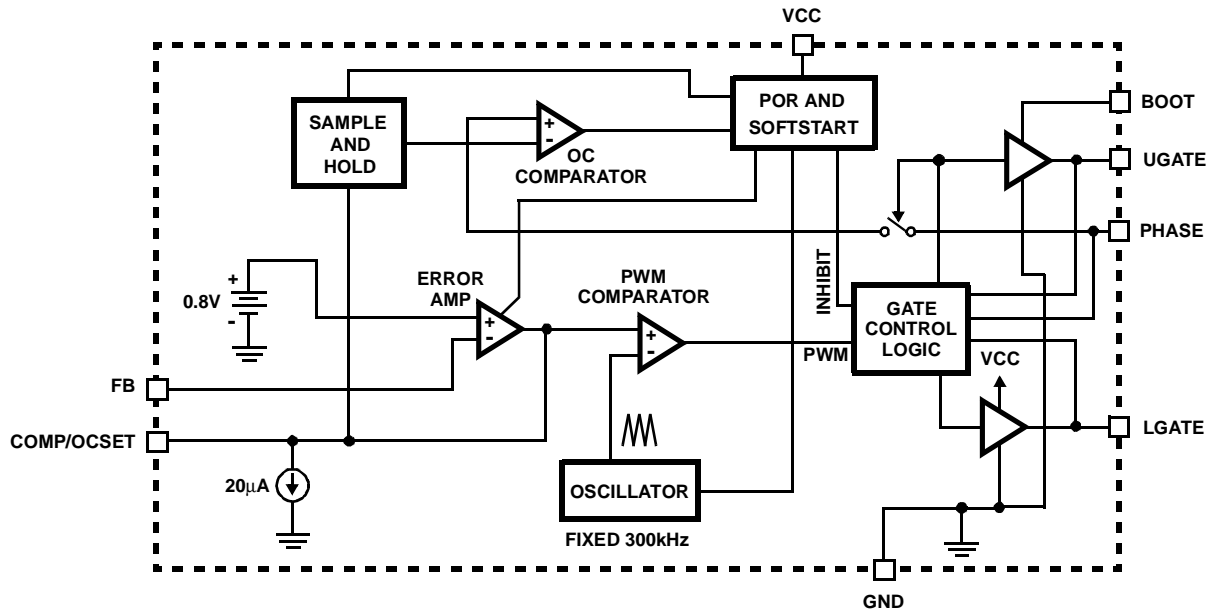 VCC
POR AND
SOFTSTART
BOOT
SAMPLE
AND
HOLD
+
-
OC
COMPARATOR
UGATE
PHASE
+
0.8V
-
ERROR
AMP
+
-
PWM
COMPARATOR
+
-
INHIBIT
GATE
CONTROL
LOGIC
PWM
VCC
FB
COMP/OCSET
LGATE
20µA
OSCILLATOR
FIXED 300kHz
GND